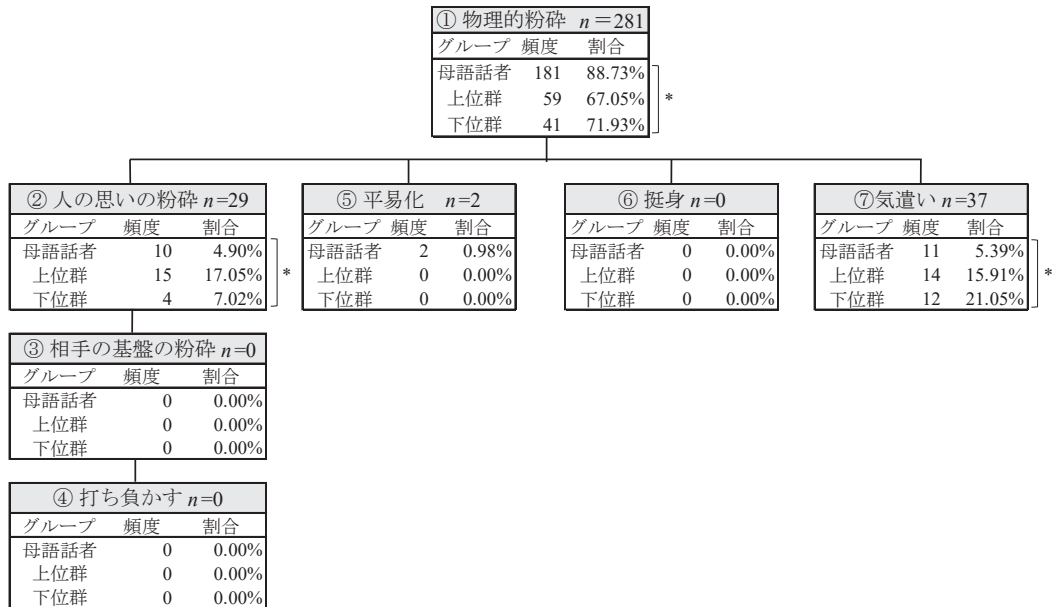 ① 物理的粉砕 n＝281
グループ 頻度 割合
母語話者 181 88.73%
上位群 59 67.05%
下位群 41 71.93%
*
② 人の思いの粉砕 n=29
グループ 頻度 割合
母語話者 10 4.90%
上位群 15 17.05%
下位群 4 7.02%
*
⑤ 平易化 n=2
グループ 頻度 割合
母語話者 2 0.98%
上位群 0 0.00%
下位群 0 0.00%
⑥ 挺身 n=0
グループ 頻度 割合
母語話者 0 0.00%
上位群 0 0.00%
下位群 0 0.00%
⑦気遣い n=37
グループ 頻度 割合
母語話者 11 5.39%
上位群 14 15.91%
下位群 12 21.05%
*
③ 相手の基盤の粉砕 n=0
グループ 頻度 割合
母語話者 0 0.00%
上位群 0 0.00%
下位群 0 0.00%
④ 打ち負かす n=0
グループ 頻度 割合
母語話者 0 0.00%
上位群 0 0.00%
下位群 0 0.00%